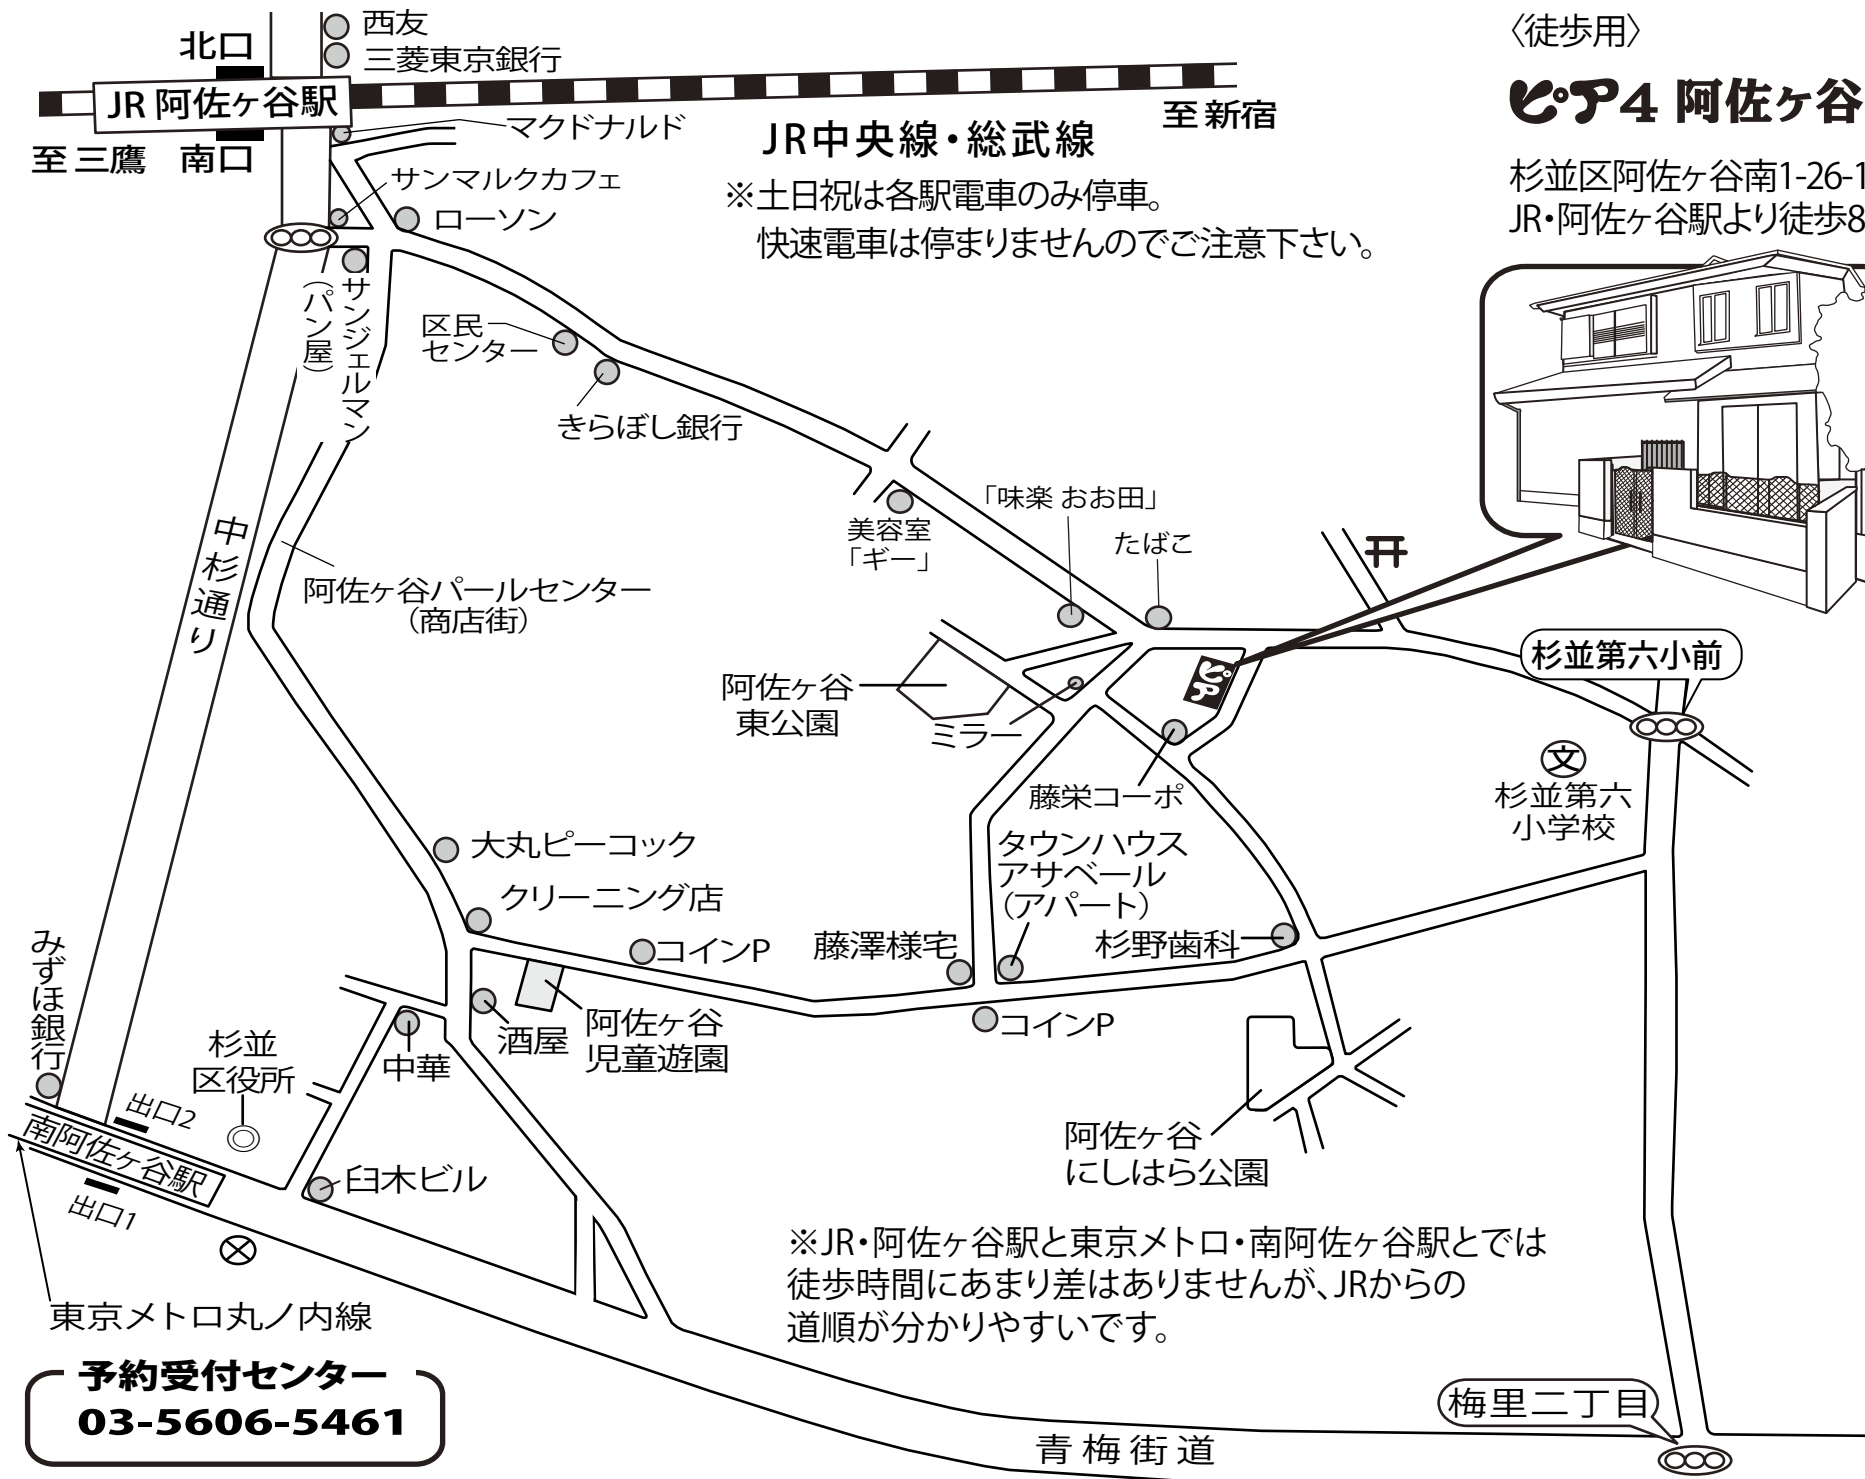 西友
北口
三菱東京銀行
JR 阿佐ヶ谷駅
マクドナルド
至 三鷹
南口
JR中央線・総武線
至 新宿
サンマルクカフェ
ローソン
※土日祝は各駅電車のみ停車。
快速電車は停まりませんのでご注意下さい。
〈徒歩用〉
ピア4 阿佐ヶ谷
杉並区阿佐ヶ谷南1-26-1
JR・阿佐ヶ谷駅より徒歩8
サンジェルマン
（パン屋）
区民
センター
きらぼし銀行
中杉通り
阿佐ヶ谷パールセンター
（商店街）
美容室
「ギー」
「味楽 おお田」
たばこ
ピア
阿佐ヶ谷
東公園
ミラー
藤栄コーポ
杉並第六小前
文
杉並第六
小学校
大丸ピーコック
クリーニング店
コインP
藤澤様宅
タウンハウス
アサベール
（アパート）
杉野歯科
コインP
みずほ銀行
杉並
区役所
中華
酒屋
阿佐ヶ谷
児童遊園
阿佐ヶ谷
にしはら公園
出口2
南阿佐ヶ谷駅
出口1
臼木ビル
東京メトロ丸ノ内線
※JR・阿佐ヶ谷駅と東京メトロ・南阿佐ヶ谷駅とでは
徒歩時間にあまり差はありませんが、JRからの
道順が分かりやすいです。
予約受付センター
03-5606-5461
梅里二丁目
青梅街道